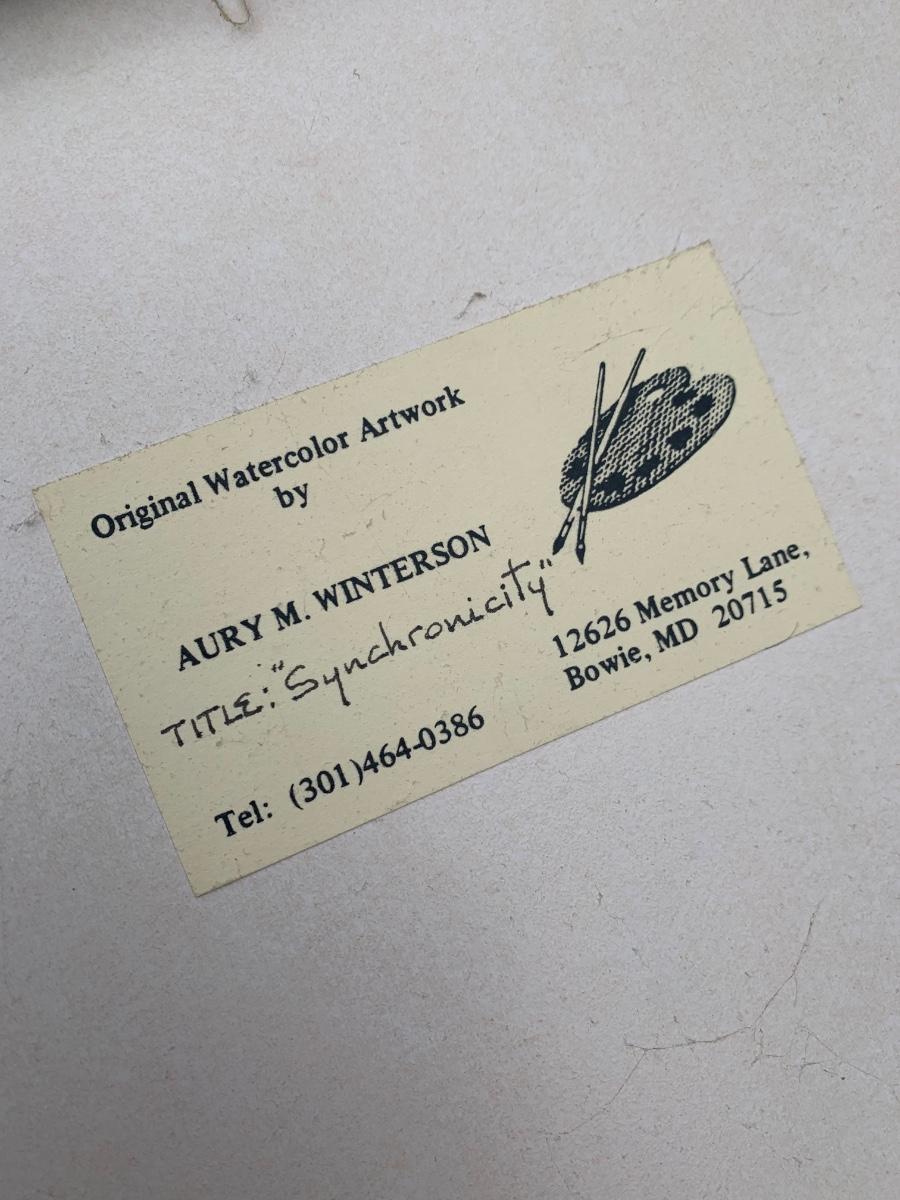 Original Watercolor Artwork
by
AURY M. WINTERSON
TITLE: "Synchronicity"
12626 Memory Lane,
Bowie, MD 20715
Tel: (301)464-0386